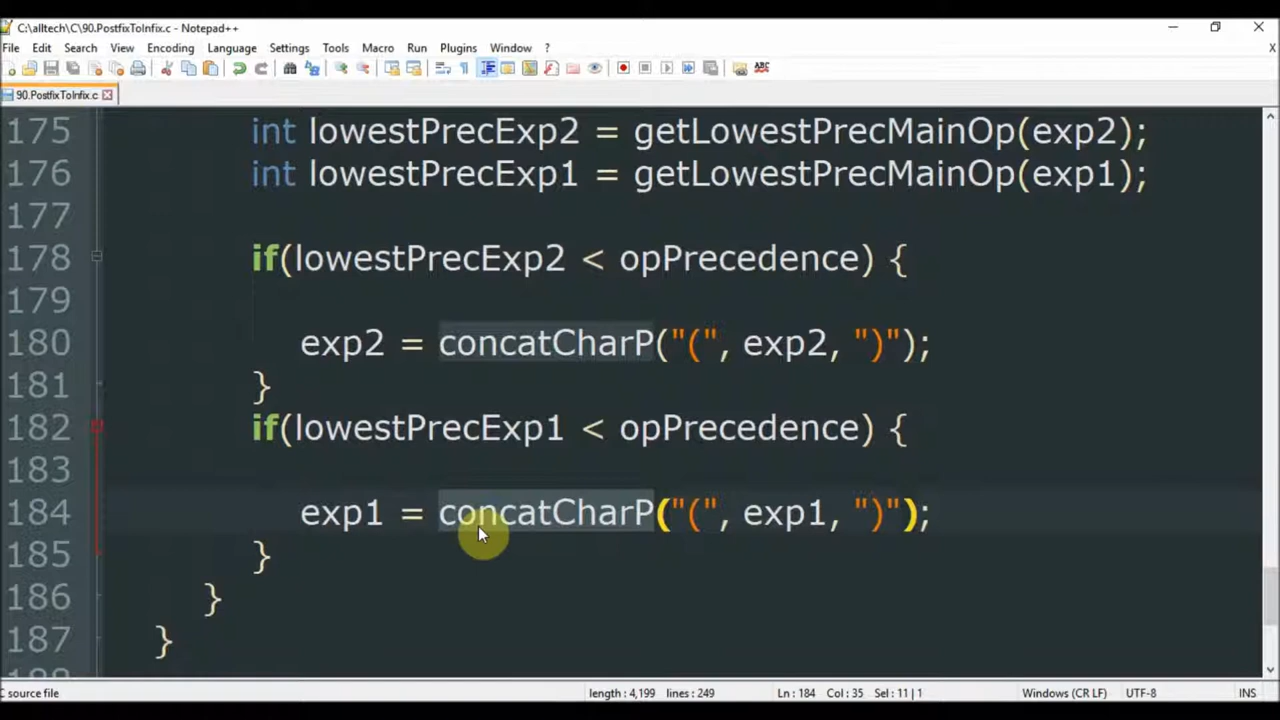 C:\alltech\C\90.PostfixToInfix.c - Notepad++
File Edit Search View Encoding Language Settings Tools Macro Run Plugins Window ? X
ABC
90.PostfixToInfix.c
175 int lowestPrecExp2 = getLowestPrecMainOp(exp2);
176 int lowestPrecExp1 = getLowestPrecMainOp(exp1);
177
178 if(lowestPrecExp2 < opPrecedence) {
179
180 exp2 = concatCharP("(", exp2, ")");
181 }
182 if(lowestPrecExp1 < opPrecedence) {
183
184 exp1 = concatCharP("(", exp1, ")");
185 }
186 }
187 }
C source file length : 4,199 lines : 249 Ln : 184 Col : 35 Sel : 11 | 1 Windows (CR LF) UTF-8 INS